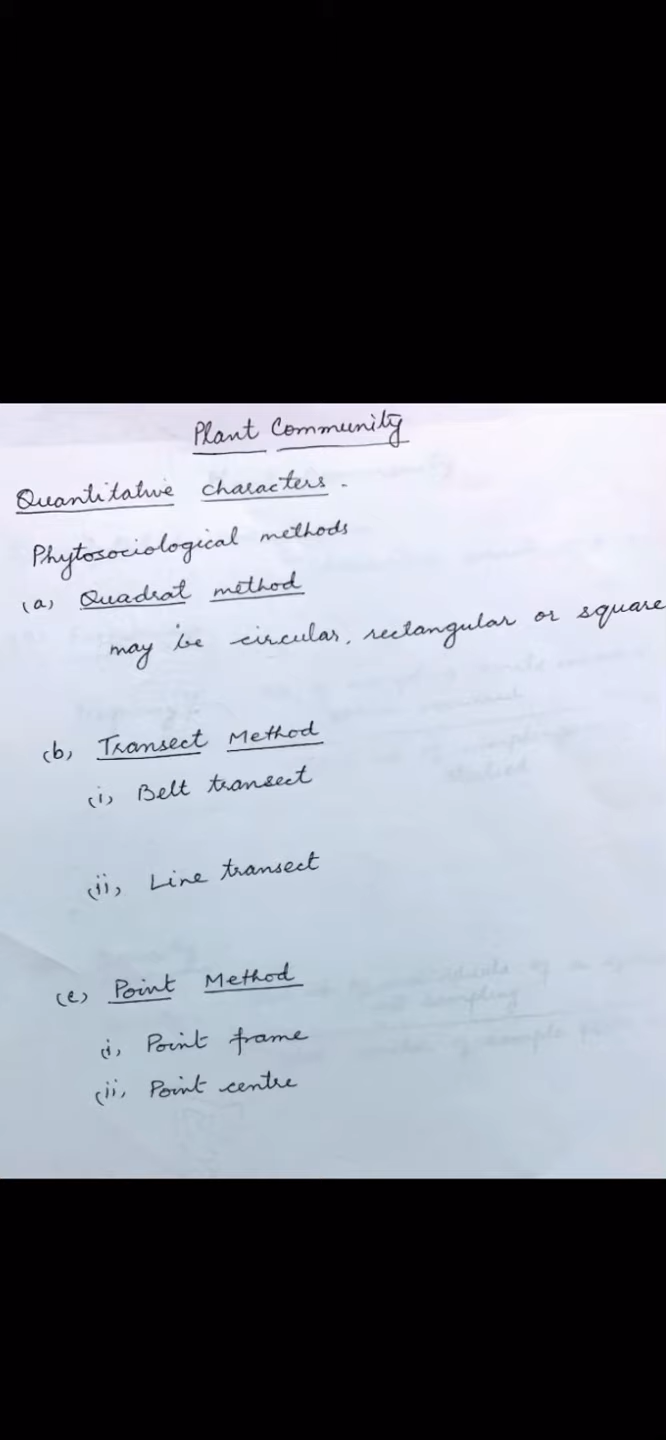 Plant Community
Quantitative characters.
Phytosociological methods
(a) Quadrat method
may be circular, rectangular or square
(b) Transect Method
(i) Belt transect
(ii) Line transect
(c) Point Method
(i) Point frame
(ii) Point centre